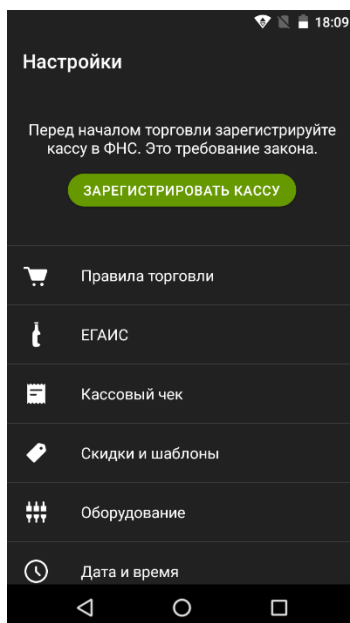 18:09
Настройки
Перед началом торговли зарегистрируйте
кассу в ФНС. Это требование закона.
ЗАРЕГИСТРИРОВАТЬ КАССУ
Правила торговли
ЕГАИС
Кассовый чек
Скидки и шаблоны
Оборудование
Дата и время